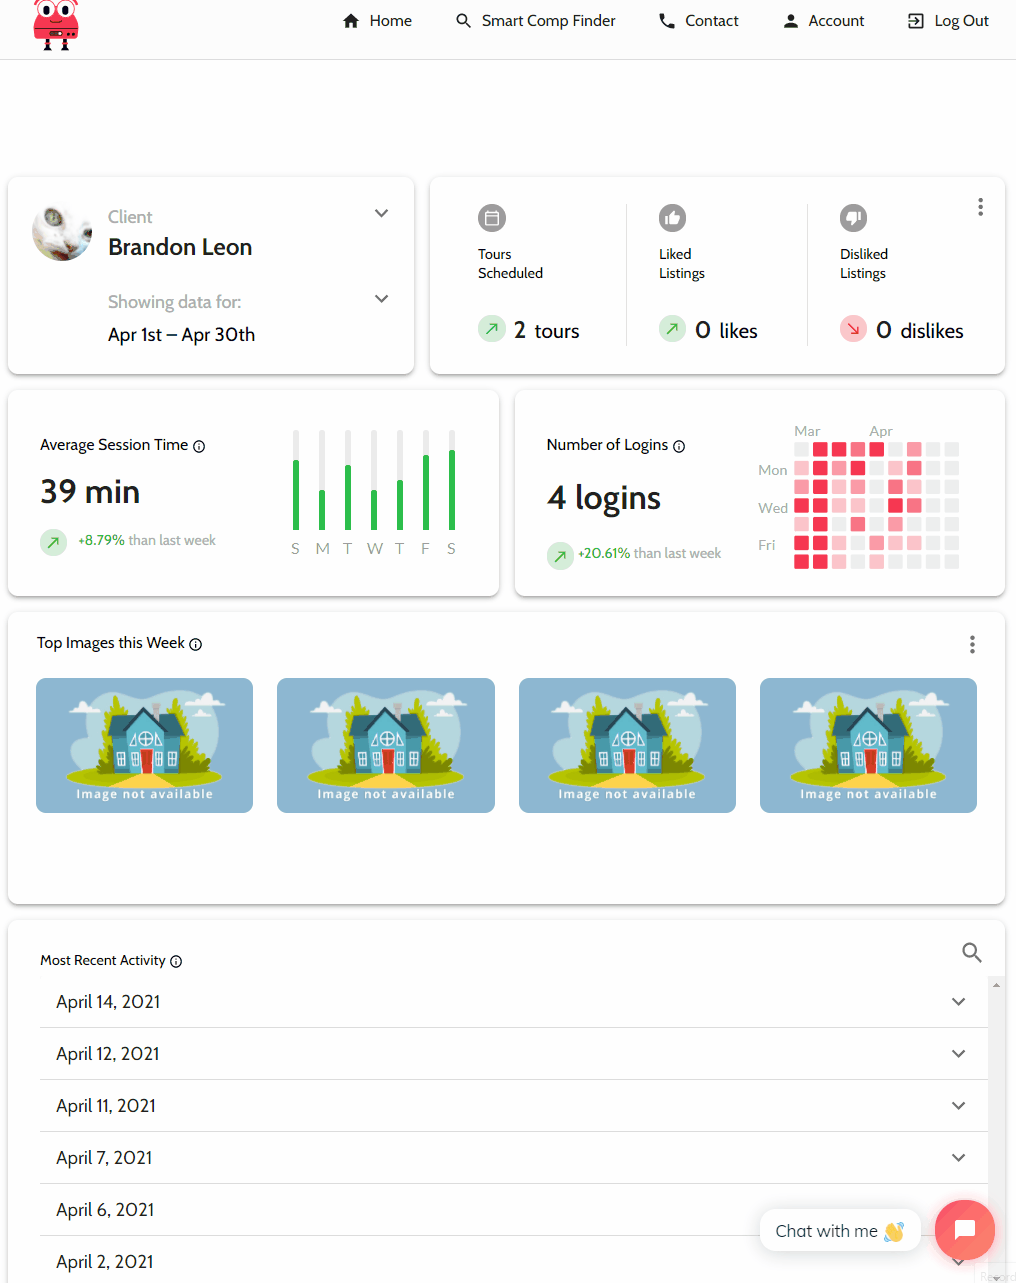 Home
Smart Comp Finder
Contact
Account
Log Out
Client
Brandon Leon
Showing data for:
Apr 1st – Apr 30th
Tours
Scheduled
2 tours
Liked
Listings
0 likes
Disliked
Listings
0 dislikes
Average Session Time
39 min
+8.79% than last week
S M T W T F S
Number of Logins
4 logins
+20.61% than last week
Mar Apr
Mon
Wed
Fri
Top Images this Week
Image not available
Image not available
Image not available
Image not available
Most Recent Activity
April 14, 2021
April 12, 2021
April 11, 2021
April 7, 2021
April 6, 2021
Chat with me 👋
April 2, 2021